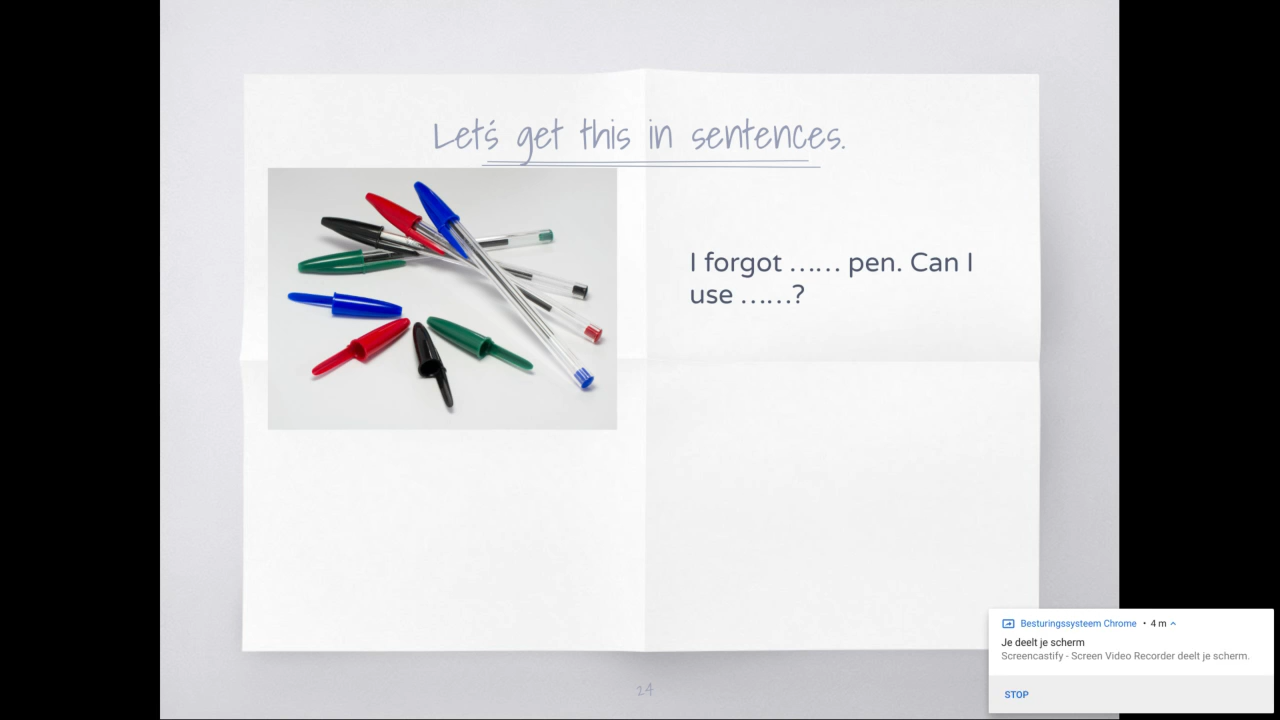 Let's get this in sentences.
I forgot …... pen. Can I
use …...?
24
Besturingssysteem Chrome • 4 m
Je deelt je scherm
Screencastify - Screen Video Recorder deelt je scherm.
STOP